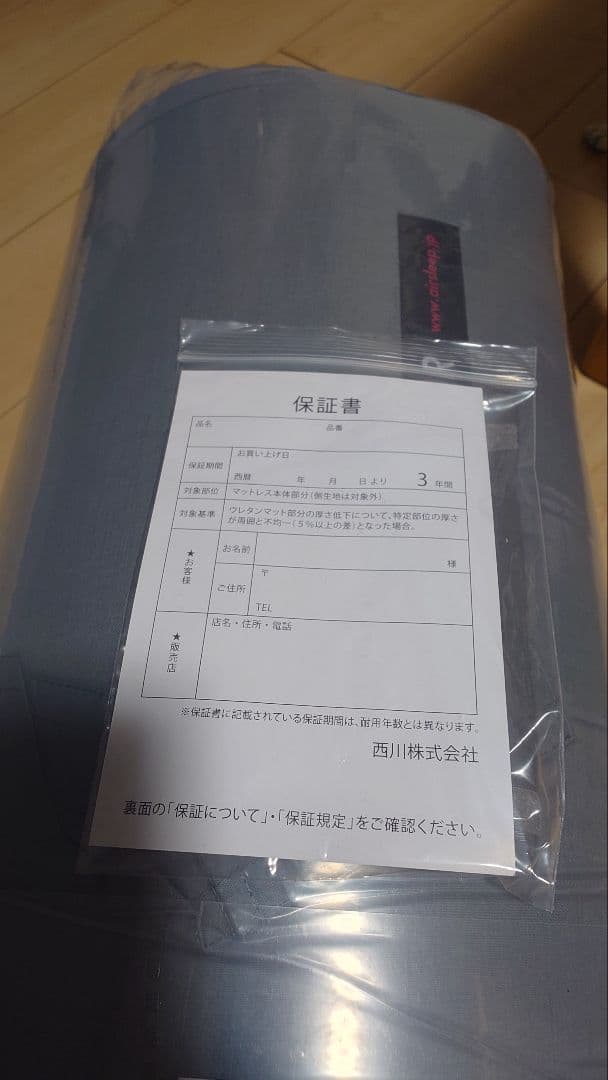 www.airsleep.jp/
R
保証書
品名 品番
保証期間
お買い上げ日
西暦 年 月 日より 3 年間
対象部位 マットレス本体部分(側生地は対象外)
対象基準 ウレタンマット部分の厚さ低下について、特定部位の厚さ
が周囲と不均一(5%以上の差)となった場合。
★お客様
お名前 様
ご住所 〒
TEL
★販売店
店名・住所・電話
※保証書に記載されている保証期間は、耐用年数とは異なります。
西川株式会社
裏面の「保証について」・「保証規定」をご確認ください。